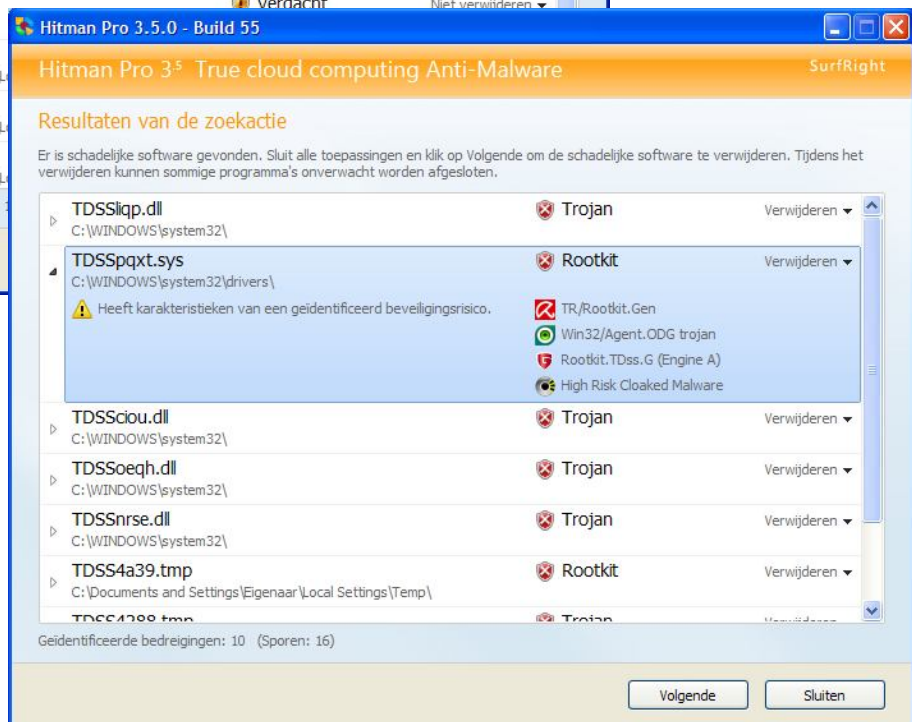 Verdacht
Niet verwijderen
Hitman Pro 3.5.0 - Build 55
Hitman Pro 3⁵ True cloud computing Anti-Malware
SurfRight
Resultaten van de zoekactie
Er is schadelijke software gevonden. Sluit alle toepassingen en klik op Volgende om de schadelijke software te verwijderen. Tijdens het
verwijderen kunnen sommige programma's onverwacht worden afgesloten.
TDSSliqp.dll Trojan Verwijderen
C:\WINDOWS\system32\
TDSSpqxt.sys Rootkit Verwijderen
C:\WINDOWS\system32\drivers\
Heeft karakteristieken van een geïdentificeerd beveiligingsrisico.
TR/Rootkit.Gen
Win32/Agent.ODG trojan
Rootkit.TDss.G (Engine A)
High Risk Cloaked Malware
TDSSciou.dll Trojan Verwijderen
C:\WINDOWS\system32\
TDSSoeqh.dll Trojan Verwijderen
C:\WINDOWS\system32\
TDSSnrse.dll Trojan Verwijderen
C:\WINDOWS\system32\
TDSS4a39.tmp Rootkit Verwijderen
C:\Documents and Settings\Eigenaar\Local Settings\Temp\
TDSS4288.tmp Trojan Verwijderen
Geïdentificeerde bedreigingen: 10 (Sporen: 16)
Volgende
Sluiten